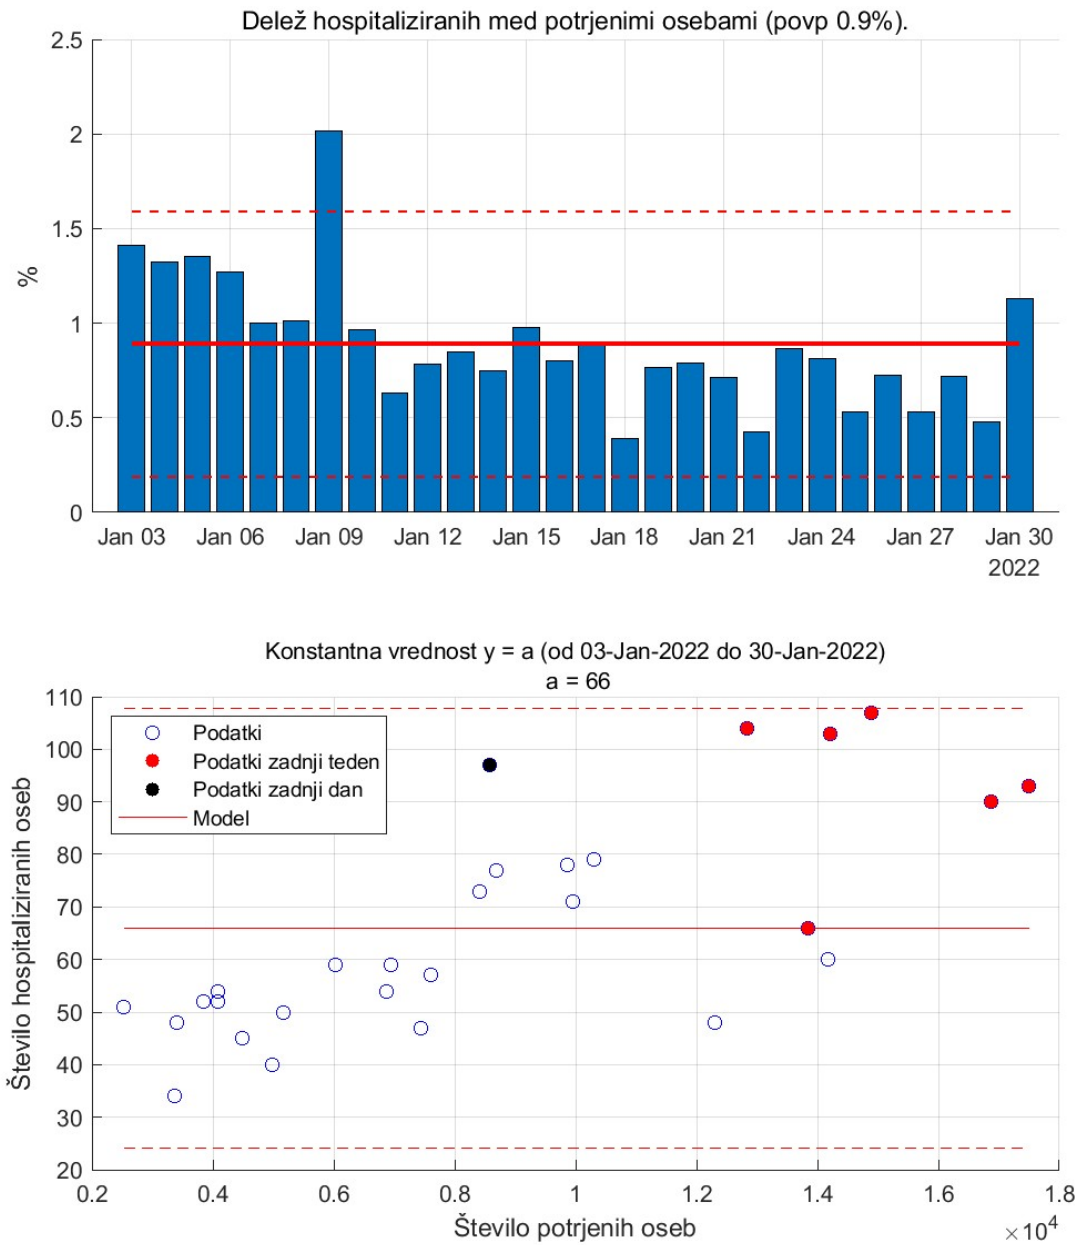 Delež hospitaliziranih med potrjenimi osebami (povp 0.9%).
2.5
2
1.5
1
0.5
0
%
Jan 03 Jan 06 Jan 09 Jan 12 Jan 15 Jan 18 Jan 21 Jan 24 Jan 27 Jan 30
2022
Konstantna vrednost y = a (od 03-Jan-2022 do 30-Jan-2022)
a = 66
110
100
90
80
70
60
50
40
30
20
Število hospitaliziranih oseb
Podatki
Podatki zadnji teden
Podatki zadnji dan
Model
0.2 0.4 0.6 0.8 1 1.2 1.4 1.6 1.8
Število potrjenih oseb
×10⁴